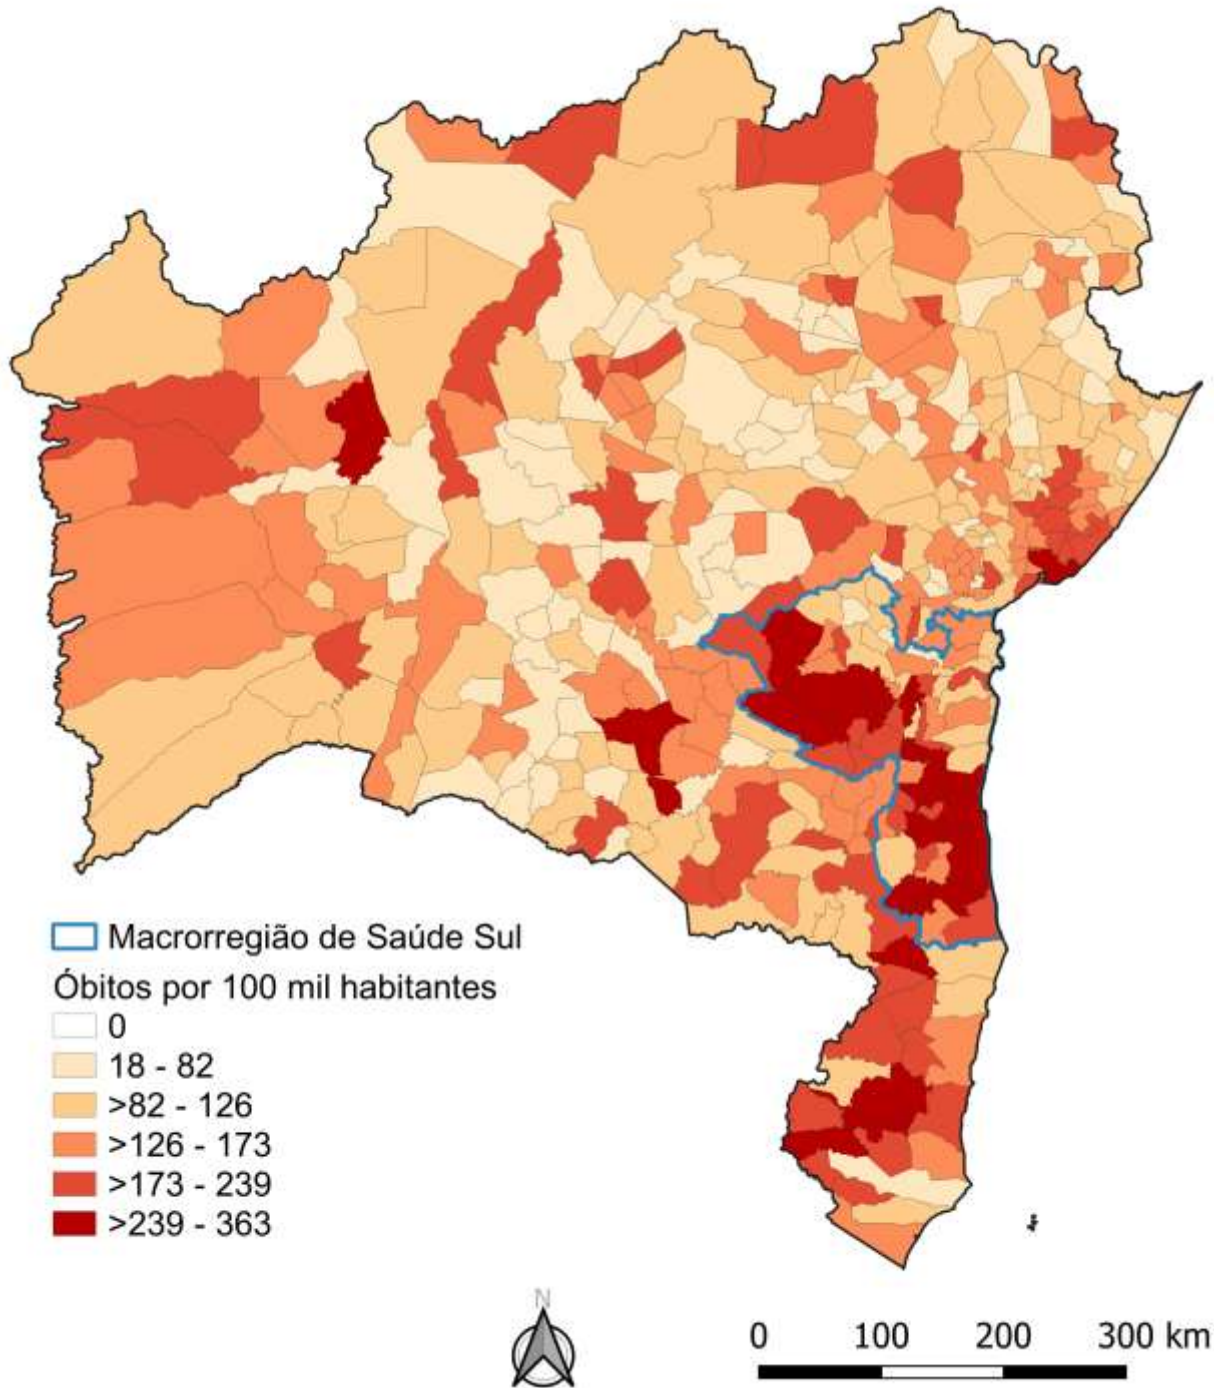 Macrorregião de Saúde Sul
Óbitos por 100 mil habitantes
0
18 - 82
>82 - 126
>126 - 173
>173 - 239
>239 - 363
N
0 100 200 300 km